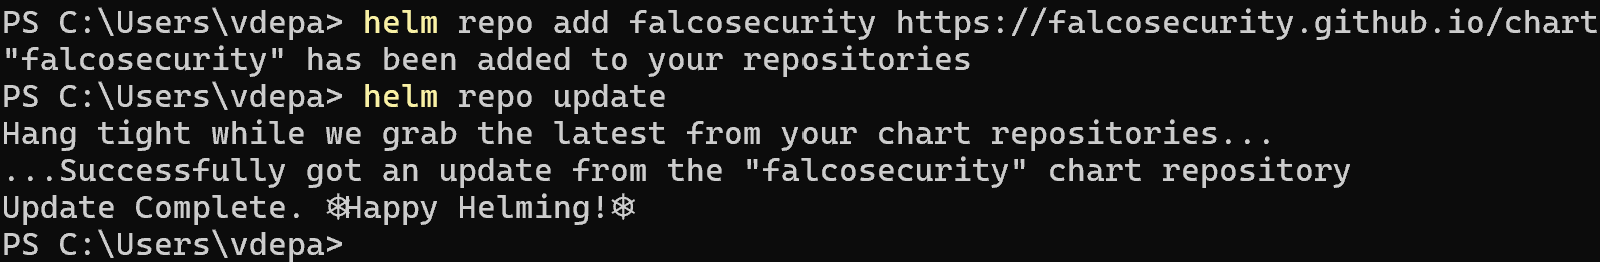 PS C:\Users\vdepa> helm repo add falcosecurity https://falcosecurity.github.io/chart
"falcosecurity" has been added to your repositories
PS C:\Users\vdepa> helm repo update
Hang tight while we grab the latest from your chart repositories...
...Successfully got an update from the "falcosecurity" chart repository
Update Complete. ⎈Happy Helming!⎈
PS C:\Users\vdepa>